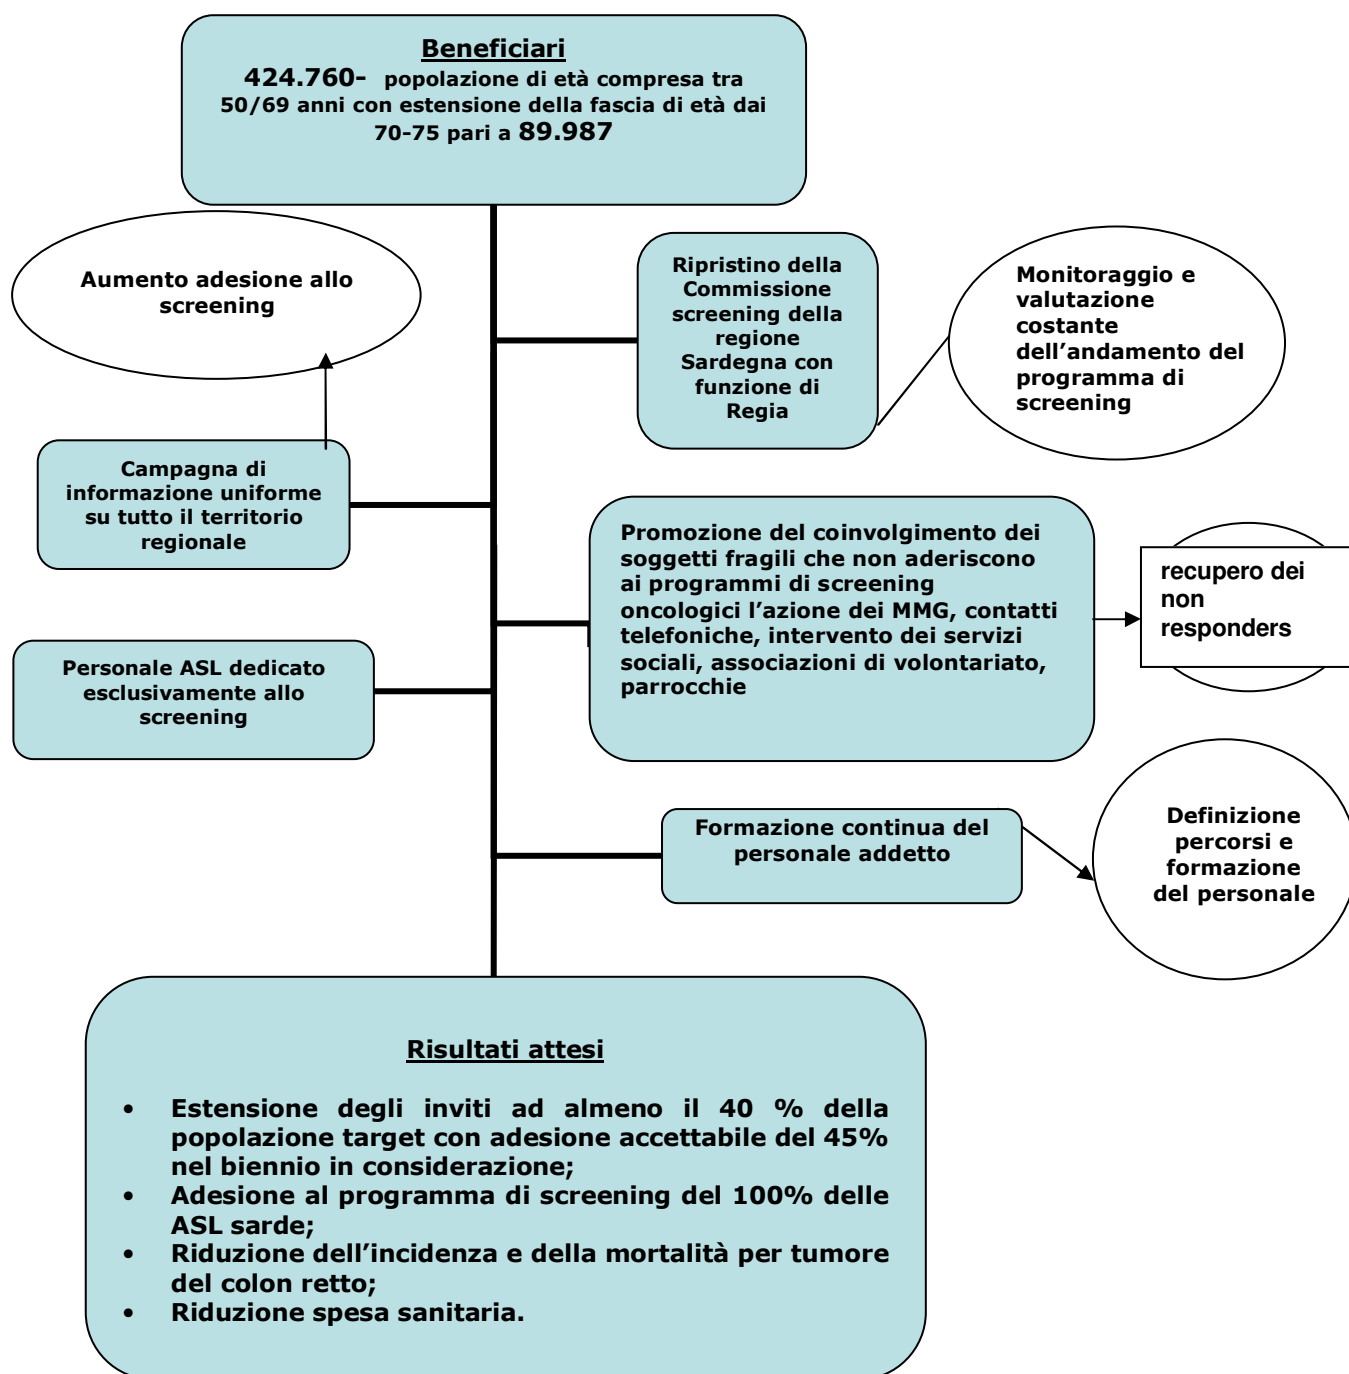 Beneficiari
424.760- popolazione di età compresa tra
50/69 anni con estensione della fascia di età dai
70-75 pari a 89.987
Aumento adesione allo
screening
Ripristino della
Commissione
screening della
regione
Sardegna con
funzione di
Regia
Monitoraggio e
valutazione
costante
dell’andamento del
programma di
screening
Campagna di
informazione uniforme
su tutto il territorio
regionale
Promozione del coinvolgimento dei
soggetti fragili che non aderiscono
ai programmi di screening
oncologici l’azione dei MMG, contatti
telefoniche, intervento dei servizi
sociali, associazioni di volontariato,
parrocchie
recupero dei
non
responders
Personale ASL dedicato
esclusivamente allo
screening
Formazione continua del
personale addetto
Definizione
percorsi e
formazione
del personale
Risultati attesi
• Estensione degli inviti ad almeno il 40 % della
popolazione target con adesione accettabile del 45%
nel biennio in considerazione;
• Adesione al programma di screening del 100% delle
ASL sarde;
• Riduzione dell’incidenza e della mortalità per tumore
del colon retto;
• Riduzione spesa sanitaria.